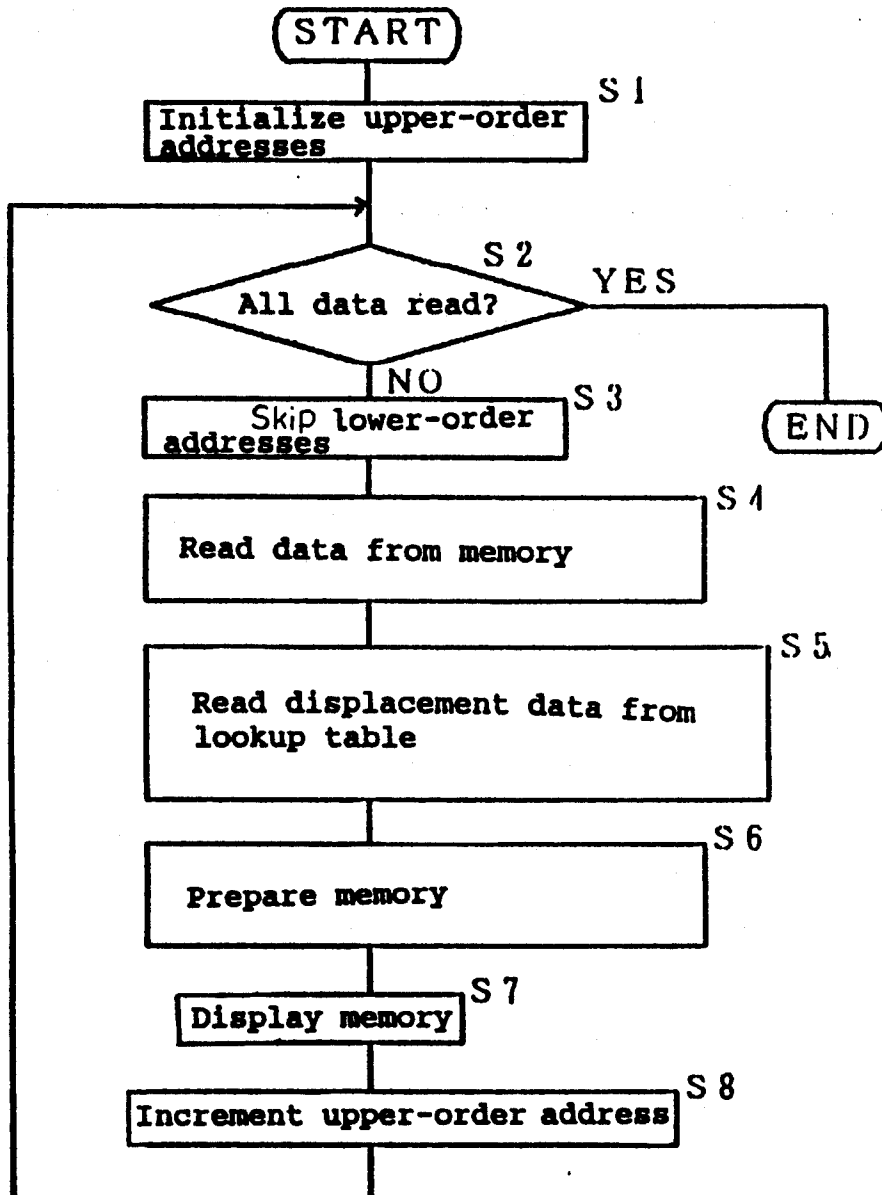 START
S1
Initialize upper-order
addresses
S2
All data read?
YES
NO
END
S3
Skip lower-order
addresses
S4
Read data from memory
S5
Read displacement data from
lookup table
S6
Prepare memory
S7
Display memory
S8
Increment upper-order address